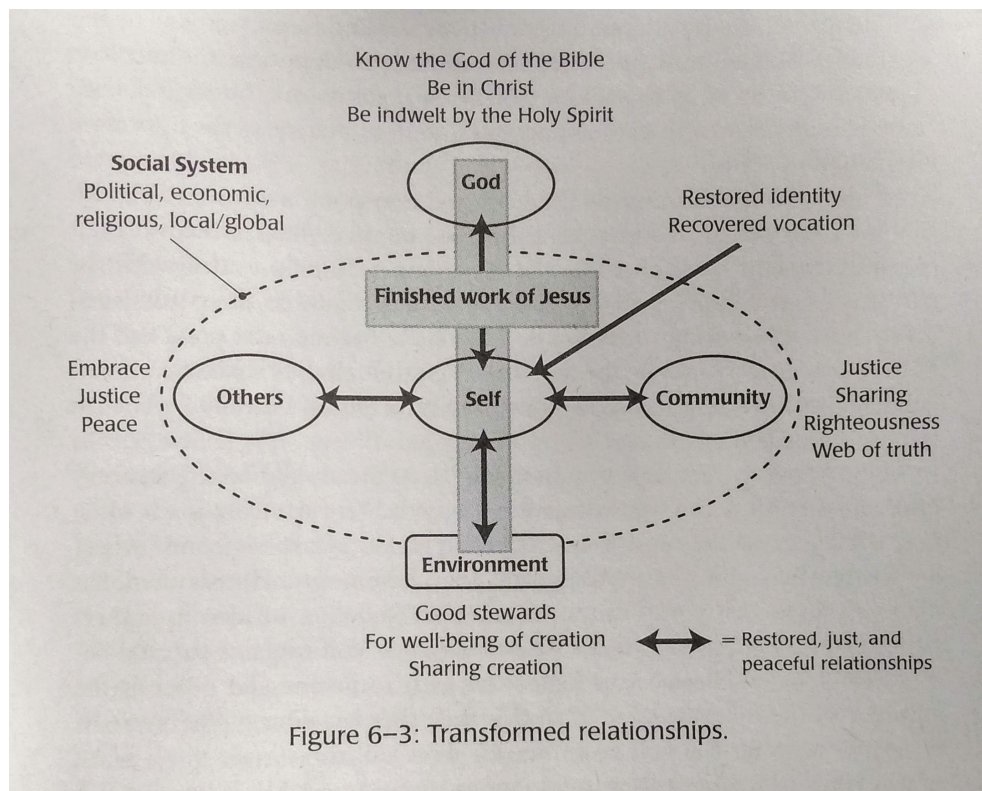 Know the God of the Bible
Be in Christ
Be indwelt by the Holy Spirit
Social System
Political, economic,
religious, local/global
God
Restored identity
Recovered vocation
Finished work of Jesus
Embrace
Justice
Peace
Others
Self
Community
Justice
Sharing
Righteousness
Web of truth
Environment
Good stewards
For well-being of creation
Sharing creation
= Restored, just, and
peaceful relationships
Figure 6–3: Transformed relationships.